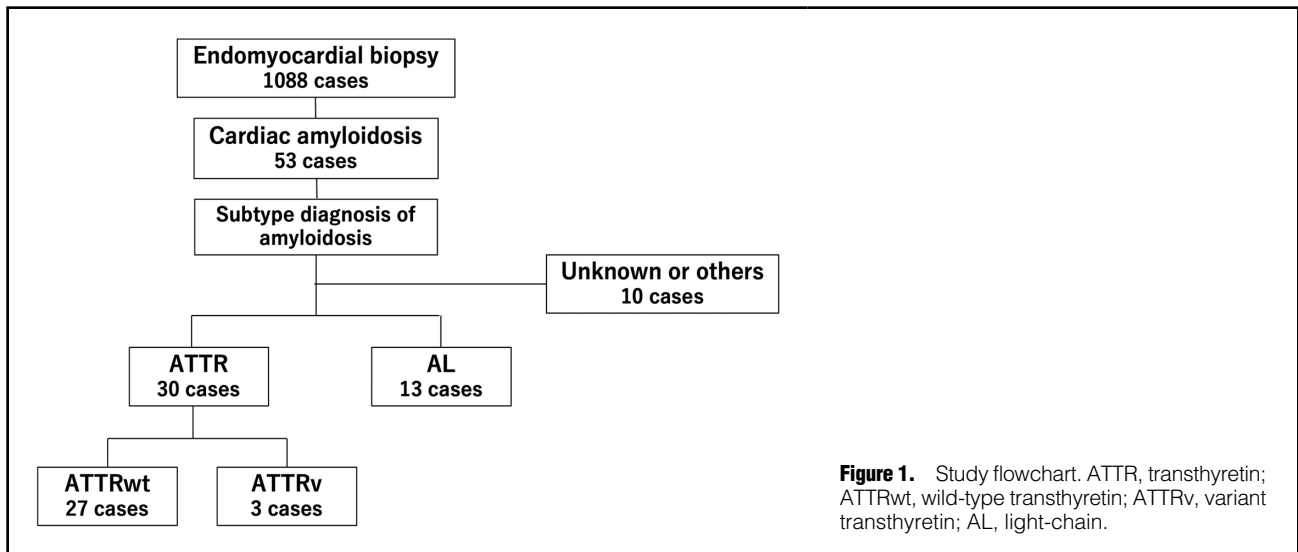 Endomyocardial biopsy
1088 cases
Cardiac amyloidosis
53 cases
Subtype diagnosis of
amyloidosis
Unknown or others
10 cases
ATTR
30 cases
AL
13 cases
ATTRwt
27 cases
ATTRv
3 cases
Figure 1. Study flowchart. ATTR, transthyretin;
ATTRwt, wild-type transthyretin; ATTRv, variant
transthyretin; AL, light-chain.